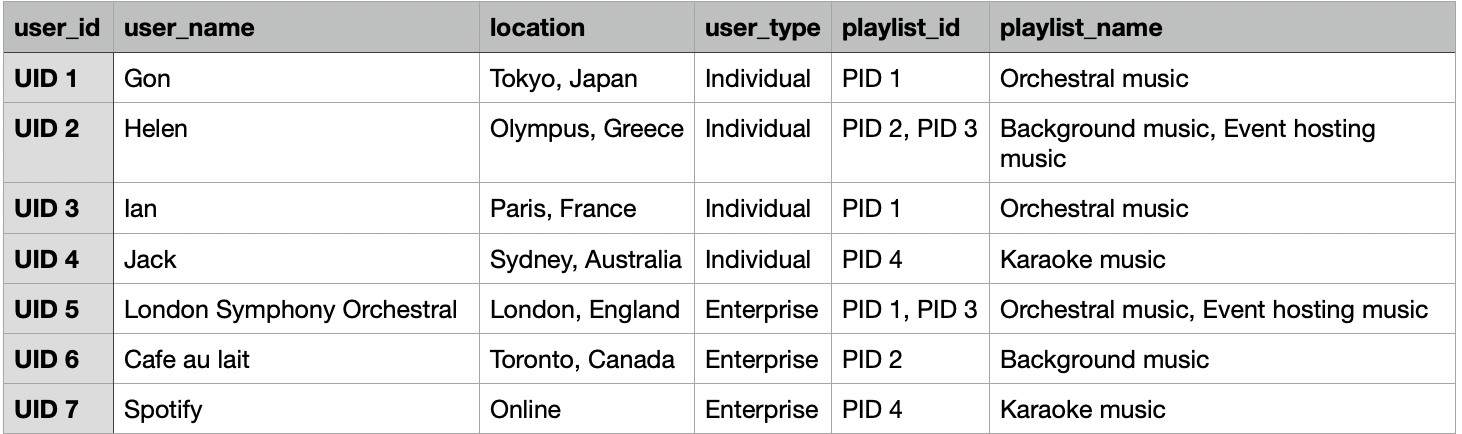 user_id user_name location user_type playlist_id playlist_name
UID 1 Gon Tokyo, Japan Individual PID 1 Orchestral music
UID 2 Helen Olympus, Greece Individual PID 2, PID 3 Background music, Event hosting
music
UID 3 Ian Paris, France Individual PID 1 Orchestral music
UID 4 Jack Sydney, Australia Individual PID 4 Karaoke music
UID 5 London Symphony Orchestral London, England Enterprise PID 1, PID 3 Orchestral music, Event hosting music
UID 6 Cafe au lait Toronto, Canada Enterprise PID 2 Background music
UID 7 Spotify Online Enterprise PID 4 Karaoke music